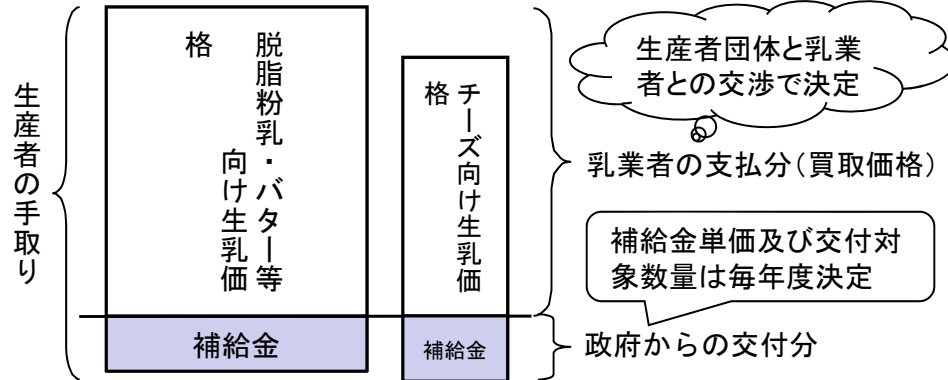 生産者の手取り
脱脂粉乳・バター等
向け生乳価
格
チーズ向け生乳価
格
生産者団体と乳業
者との交渉で決定
乳業者の支払分（買取価格）
補給金単価及び交付対
象数量は毎年度決定
補給金
補給金
政府からの交付分